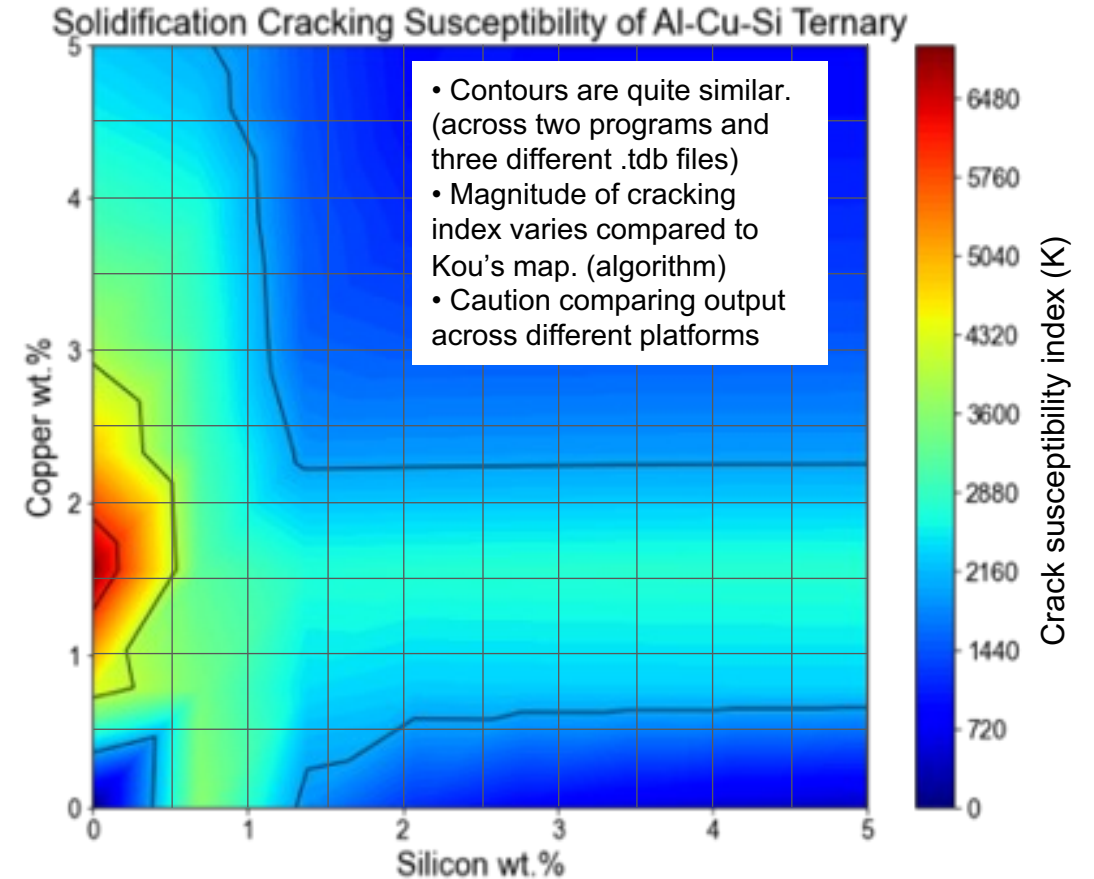 Solidification Cracking Susceptibility of Al-Cu-Si Ternary
5
4
3
2
1
0
Copper wt.%
• Contours are quite similar.
(across two programs and
three different .tdb files)
• Magnitude of cracking
index varies compared to
Kou’s map. (algorithm)
• Caution comparing output
across different platforms
0 1 2 3 4 5
Silicon wt.%
6480
5760
5040
4320
3600
2880
2160
1440
720
0
Crack susceptibility index (K)